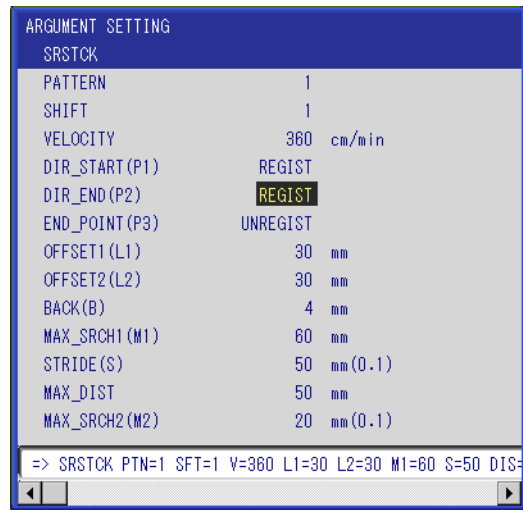 ARGUMENT SETTING
SRSTCK
PATTERN 1
SHIFT 1
VELOCITY 360 cm/min
DIR_START(P1) REGIST
DIR_END(P2) REGIST
END_POINT(P3) UNREGIST
OFFSET1(L1) 30 mm
OFFSET2(L2) 30 mm
BACK(B) 4 mm
MAX_SRCH1(M1) 60 mm
STRIDE(S) 50 mm(0.1)
MAX_DIST 50 mm
MAX_SRCH2(M2) 20 mm(0.1)
=> SRSTCK PTN=1 SFT=1 V=360 L1=30 L2=30 M1=60 S=50 DIS=